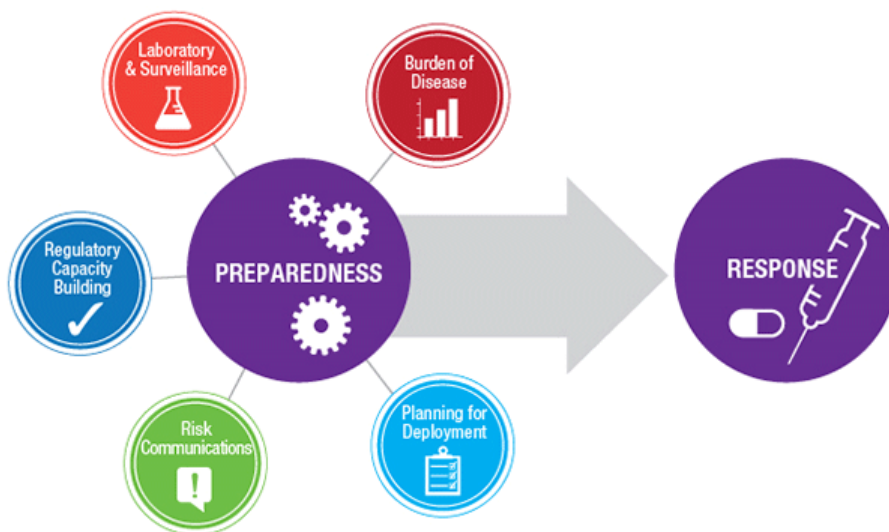 Laboratory
& Surveillance
Burden of
Disease
Regulatory
Capacity
Building
PREPAREDNESS
RESPONSE
Risk
Communications
Planning for
Deployment